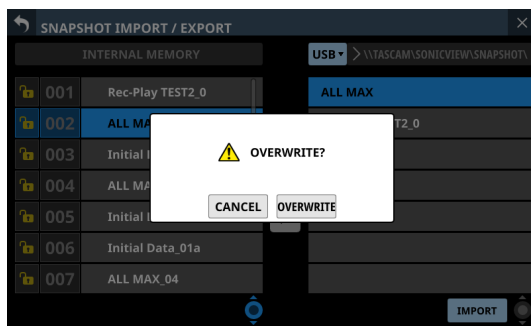 SNAPSHOT IMPORT / EXPORT
INTERNAL MEMORY
USB
\\TASCAM\SONICVIEW\SNAPSHOT\
001 Rec-Play TEST2_0
ALL MAX
002 ALL MA
T2_0
003 Initial
OVERWRITE?
004 ALL MA
005 Initial
CANCEL
OVERWRITE
006 Initial Data_01a
007 ALL MAX_04
IMPORT